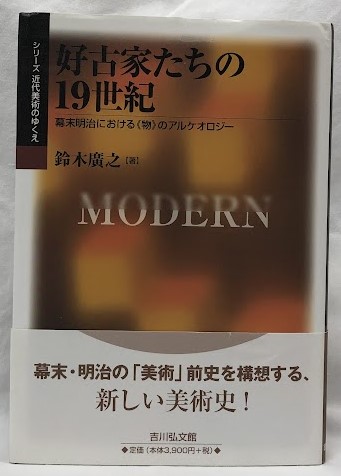 シリーズ 近代美術のゆくえ
好古家たちの
19世紀
幕末明治における《物》のアルケオロジー
鈴木廣之【著】
MODERN
幕末・明治の「美術」前史を構想する、
新しい美術史！
吉川弘文館
◆定価（本体3,900円＋税）◆